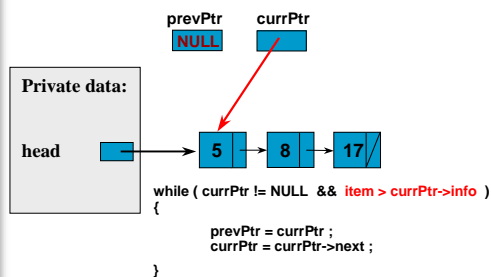 prevPtr currPtr
NULL
Private data:
head 5 8 17
while ( currPtr != NULL && item > currPtr->info )
{
prevPtr = currPtr ;
currPtr = currPtr->next ;
}